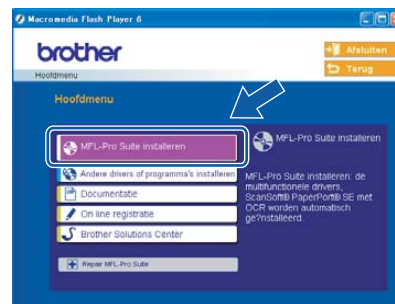 Macromedia Flash Player 6
brother
Afsluiten
Hoofdmenu
Terug
Hoofdmenu
MFL-Pro Suite installeren
Andere drivers of programma's installeren
Documentatie
On line registratie
Brother Solutions Center
Repair MFL-Pro Suite
MFL-Pro Suite installeren
MFL-Pro Suite installeren: de
multifunctionele drivers,
ScanSoft® PaperPort® SE met
OCR worden automatisch
ge?nstalleerd.